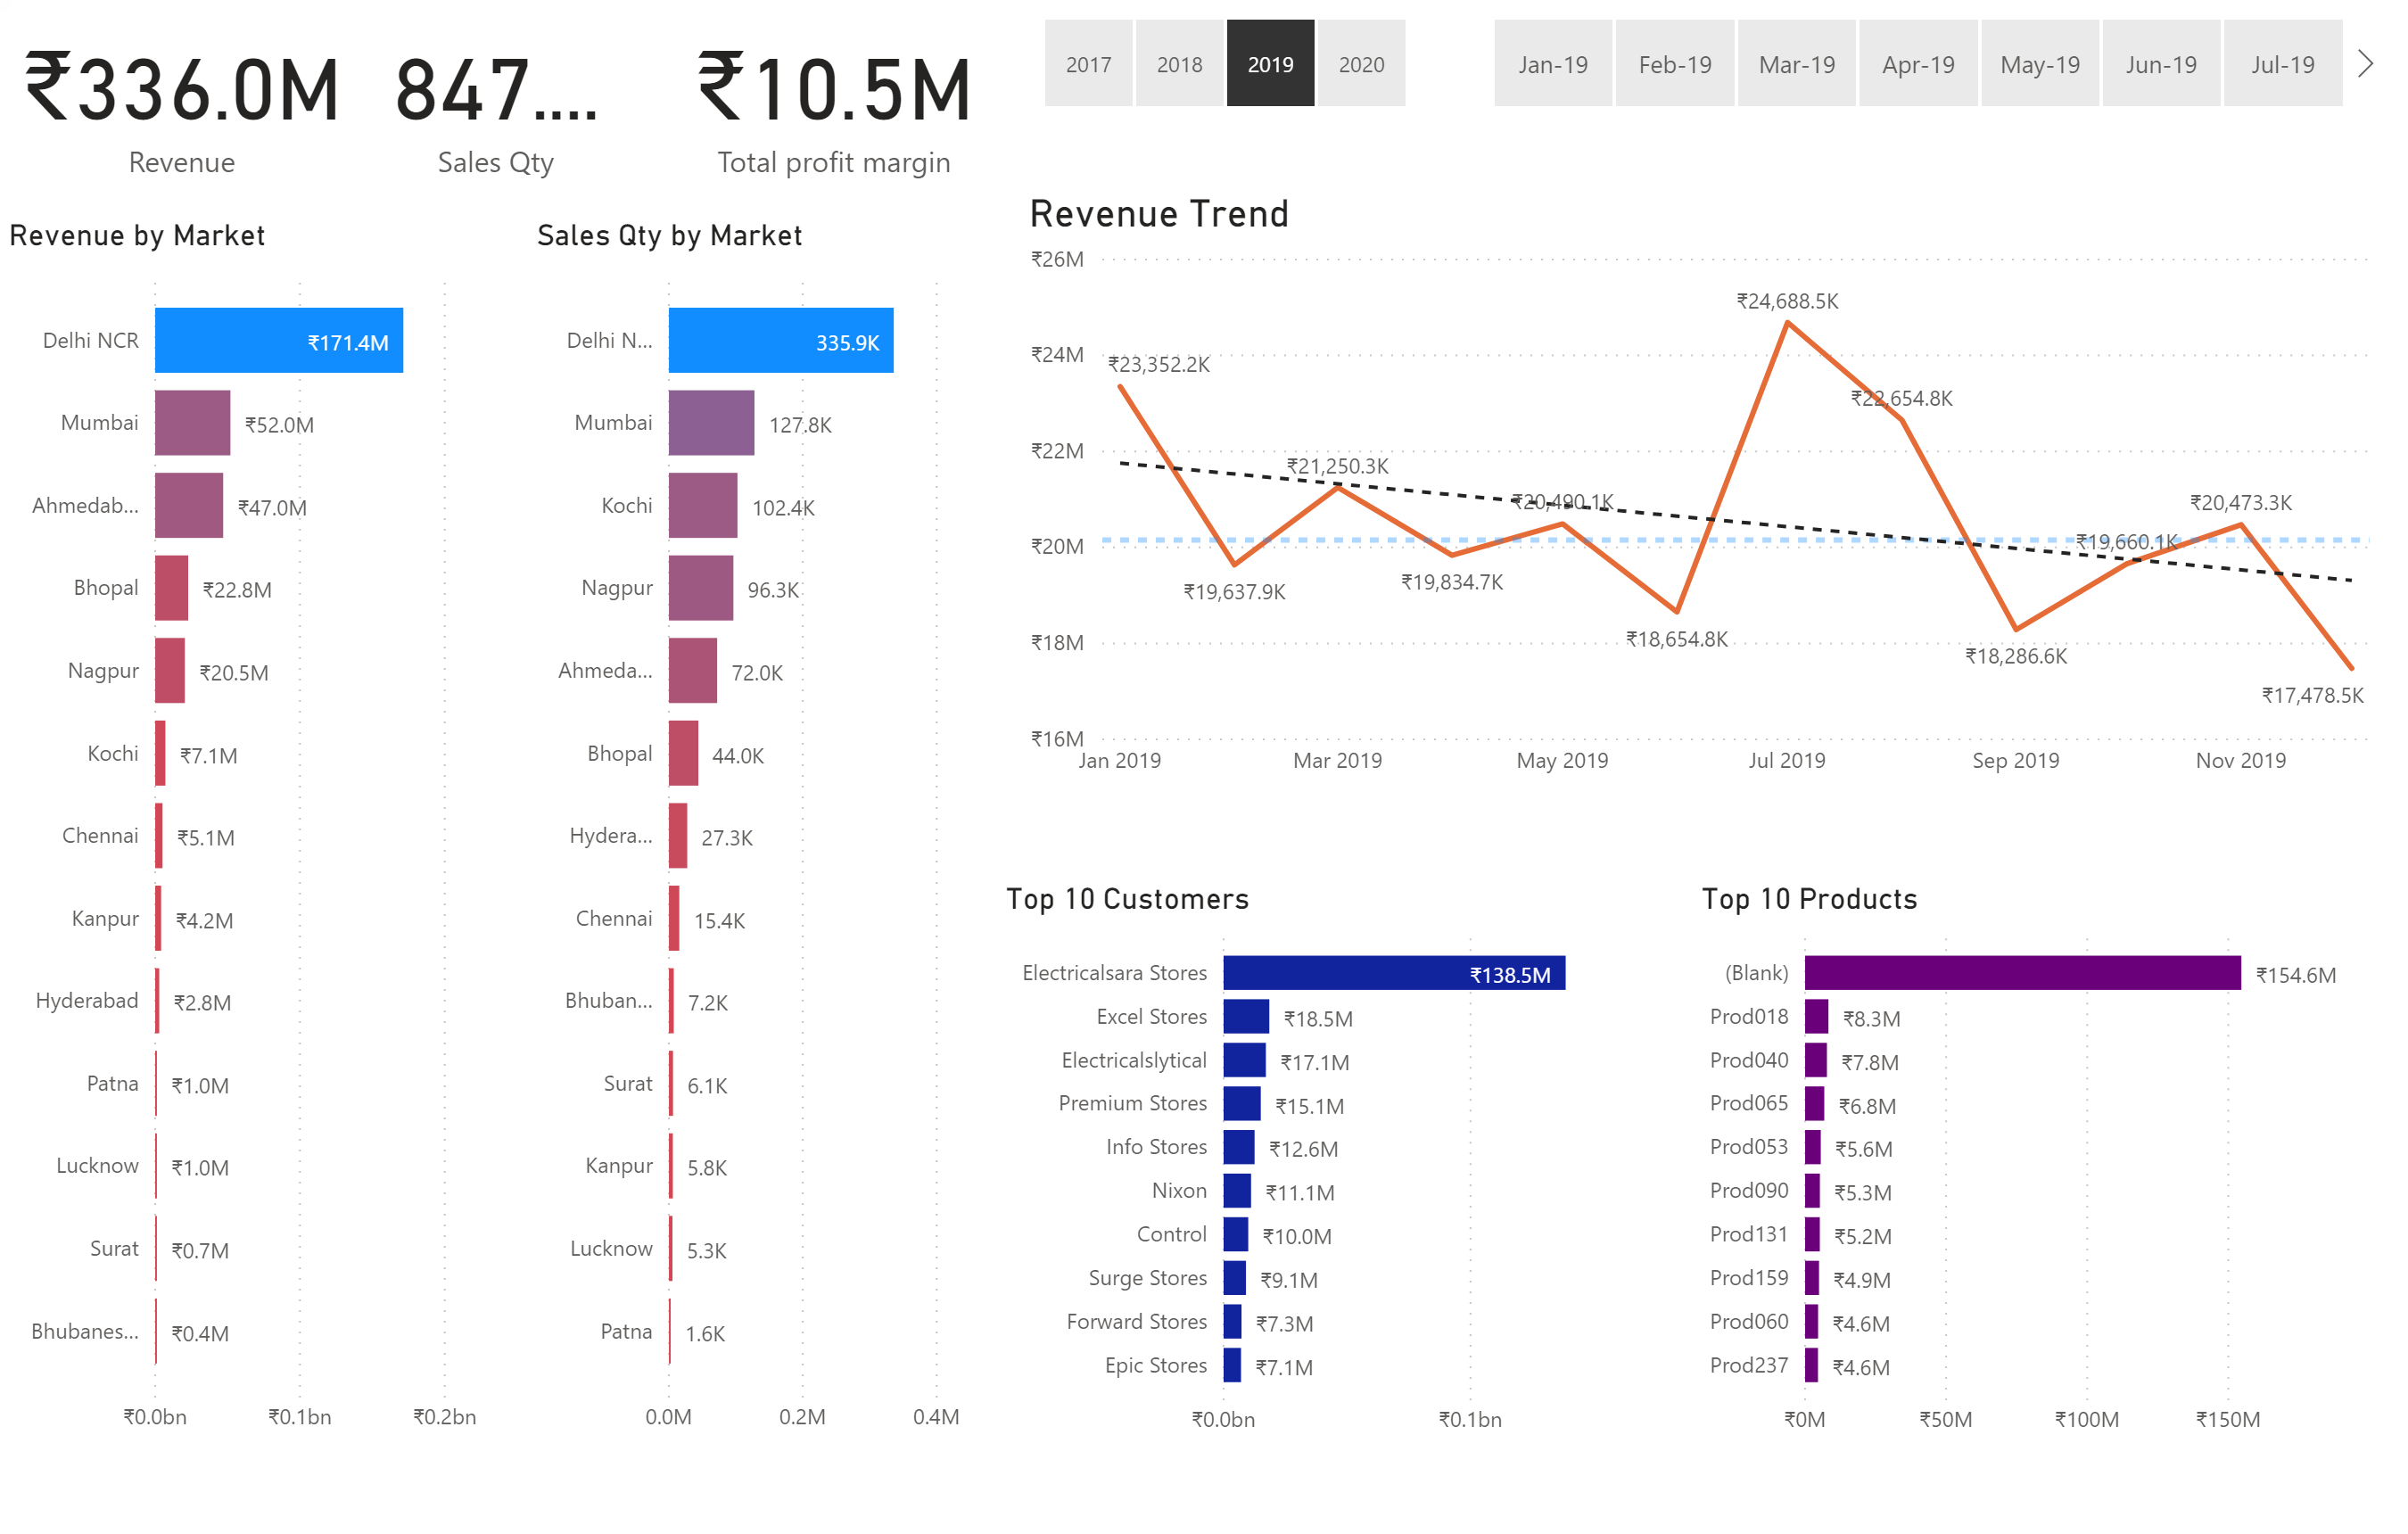 ₹336.0M
Revenue
847....
Sales Qty
₹10.5M
Total profit margin
2017 2018 2019 2020
Jan-19 Feb-19 Mar-19 Apr-19 May-19 Jun-19 Jul-19
Revenue by Market
Delhi NCR ₹171.4M
Mumbai ₹52.0M
Ahmedab... ₹47.0M
Bhopal ₹22.8M
Nagpur ₹20.5M
Kochi ₹7.1M
Chennai ₹5.1M
Kanpur ₹4.2M
Hyderabad ₹2.8M
Patna ₹1.0M
Lucknow ₹1.0M
Surat ₹0.7M
Bhubanes... ₹0.4M
₹0.0bn ₹0.1bn ₹0.2bn
Sales Qty by Market
Delhi N... 335.9K
Mumbai 127.8K
Kochi 102.4K
Nagpur 96.3K
Ahmeda... 72.0K
Bhopal 44.0K
Hydera... 27.3K
Chennai 15.4K
Bhuban... 7.2K
Surat 6.1K
Kanpur 5.8K
Lucknow 5.3K
Patna 1.6K
0.0M 0.2M 0.4M
Revenue Trend
₹26M
₹24M
₹22M
₹20M
₹18M
₹16M
₹23,352.2K
₹19,637.9K
₹21,250.3K
₹19,834.7K
₹20,490.1K
₹18,654.8K
₹24,688.5K
₹22,654.8K
₹18,286.6K
₹19,660.1K
₹20,473.3K
₹17,478.5K
Jan 2019 Mar 2019 May 2019 Jul 2019 Sep 2019 Nov 2019
Top 10 Customers
Electricalsara Stores ₹138.5M
Excel Stores ₹18.5M
Electricalslytical ₹17.1M
Premium Stores ₹15.1M
Info Stores ₹12.6M
Nixon ₹11.1M
Control ₹10.0M
Surge Stores ₹9.1M
Forward Stores ₹7.3M
Epic Stores ₹7.1M
₹0.0bn ₹0.1bn
Top 10 Products
(Blank) ₹154.6M
Prod018 ₹8.3M
Prod040 ₹7.8M
Prod065 ₹6.8M
Prod053 ₹5.6M
Prod090 ₹5.3M
Prod131 ₹5.2M
Prod159 ₹4.9M
Prod060 ₹4.6M
Prod237 ₹4.6M
₹0M ₹50M ₹100M ₹150M